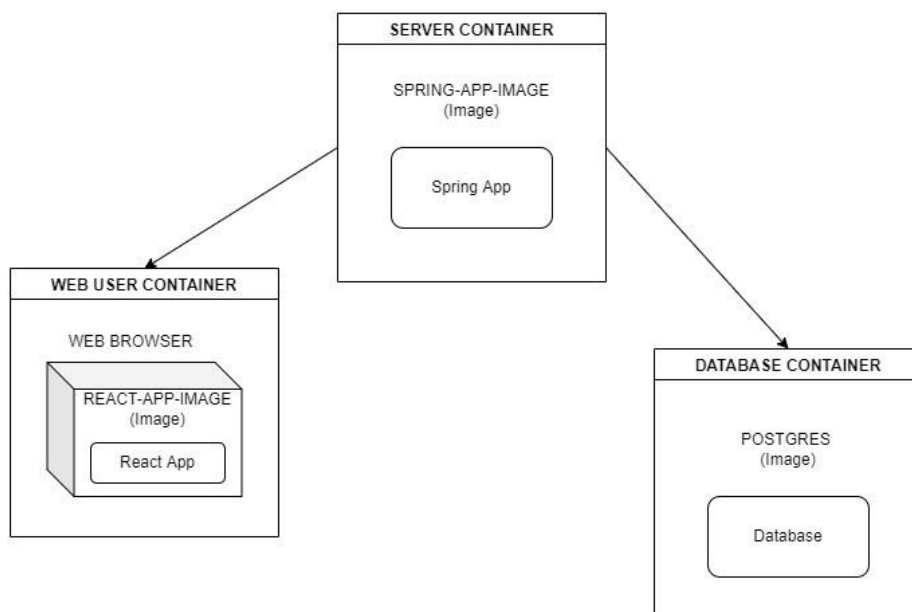 SERVER CONTAINER
SPRING-APP-IMAGE
(Image)
Spring App
WEB USER CONTAINER
WEB BROWSER
REACT-APP-IMAGE
(Image)
React App
DATABASE CONTAINER
POSTGRES
(Image)
Database